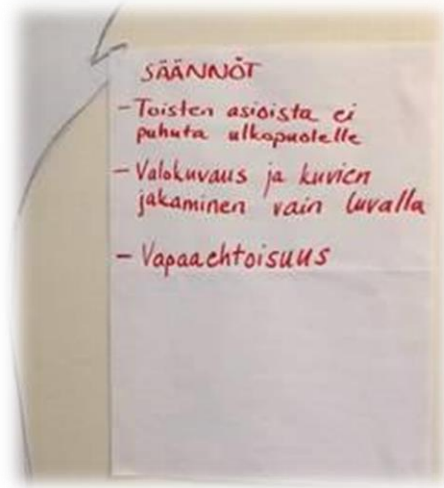 SÄÄNNÖT
- Toisten asioista ei
puhuta ulkopuolelle
- Valokuvaus ja kuvien
jakaminen vain luvalla
- Vapaaehtoisuus